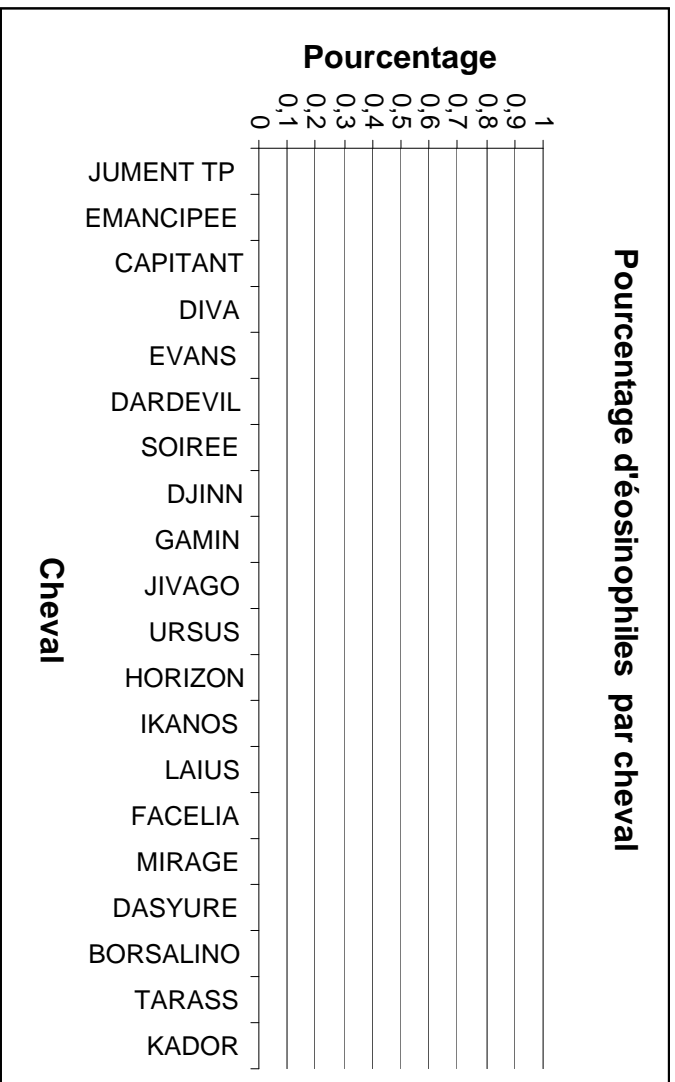 Pourcentage d'éosinophiles par cheval
Pourcentage
1
0,9
0,8
0,7
0,6
0,5
0,4
0,3
0,2
0,1
0
JUMENT TP
EMANCIPEE
CAPITANT
DIVA
EVANS
DARDEVIL
SOIREE
DJINN
GAMIN
JIVAGO
URSUS
HORIZON
IKANOS
LAIUS
FACELIA
MIRAGE
DASYURE
BORSALINO
TARASS
KADOR
Cheval